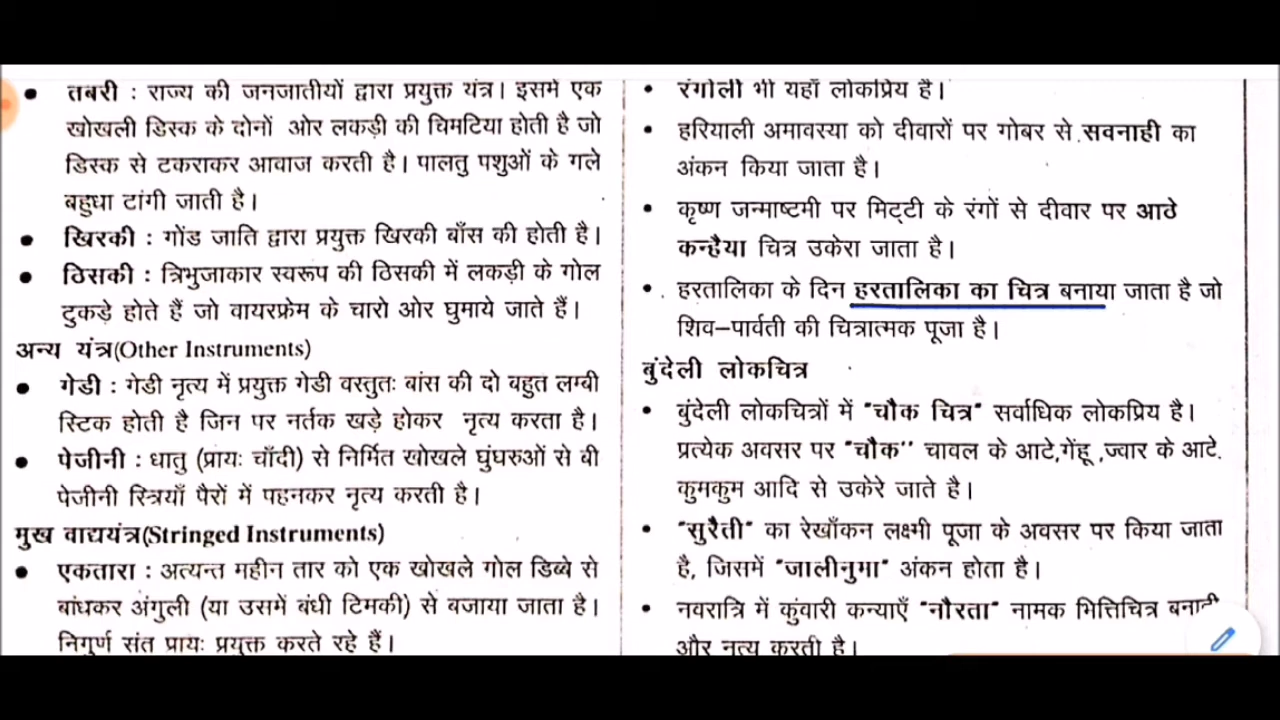 तबरी : राज्य की जनजातीयों द्वारा प्रयुक्त यंत्र। इसमें एक
खोखली डिस्क के दोनों ओर लकड़ी की चिमटिया होती है जो
डिस्क से टकराकर आवाज करती है। पालतु पशुओं के गले
बहुधा टांगी जाती है।
खिरकी : गोंड जाति द्वारा प्रयुक्त खिरकी बाँस की होती है।
ठिसकी : त्रिभुजाकार स्वरूप की ठिसकी में लकड़ी के गोल
टुकड़े होते हैं जो वायरफ्रेम के चारो ओर घुमाये जाते हैं।
अन्य यंत्र(Other Instruments)
गेडी : गेडी नृत्य में प्रयुक्त गेडी वस्तुतः बांस की दो बहुत लम्बी
स्टिक होती है जिन पर नर्तक खड़े होकर नृत्य करता है।
पेजीनी : धातु (प्रायः चाँदी) से निर्मित खोखले घुंघरुओं से बी
पेजीनी स्त्रियाँ पैरों में पहनकर नृत्य करती है।
मुख वाद्ययंत्र(Stringed Instruments)
एकतारा : अत्यन्त महीन तार को एक खोखले गोल डिब्बे से
बांधकर अंगुली (या उसमें बंधी टिमकी) से बजाया जाता है।
निगुर्ण संत प्रायः प्रयुक्त करते रहे हैं।
रंगोली भी यहाँ लोकप्रिय है।
हरियाली अमावस्या को दीवारों पर गोबर से सवनाही का
अंकन किया जाता है।
कृष्ण जन्माष्टमी पर मिट्टी के रंगों से दीवार पर आठे
कन्हैया चित्र उकेरा जाता है।
हरतालिका के दिन हरतालिका का चित्र बनाया जाता है जो
शिव–पार्वती की चित्रात्मक पूजा है।
बुंदेली लोकचित्र
बुंदेली लोकचित्रों में "चौक चित्र" सर्वाधिक लोकप्रिय है।
प्रत्येक अवसर पर "चौक" चावल के आटे,गेंहू ,ज्वार के आटे.
कुमकुम आदि से उकेरे जाते है।
"सुरैती" का रेखाँकन लक्ष्मी पूजा के अवसर पर किया जाता
है, जिसमें "जालीनुमा" अंकन होता है।
नवरात्रि में कुंवारी कन्याएँ "नौरता" नामक भित्तिचित्र बनाती
और नृत्य करती है।